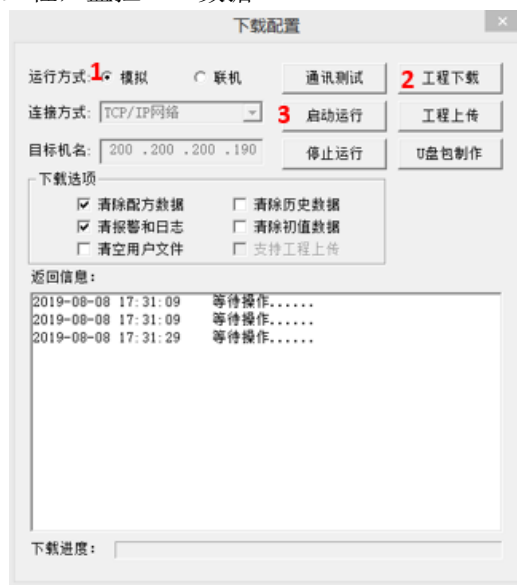 下载配置
运行方式: 1 模拟 联机 通讯测试 2 工程下载
连接方式: TCP/IP网络 3 启动运行 工程上传
目标机名: 200 .200 .200 .190 停止运行 U盘包制作
下载选项
清除配方数据 清除历史数据
清报警和日志 清除初值数据
清空用户文件 支持工程上传
返回信息:
2019-08-08 17:31:09 等待操作......
2019-08-08 17:31:09 等待操作......
2019-08-08 17:31:29 等待操作......
下载进度: